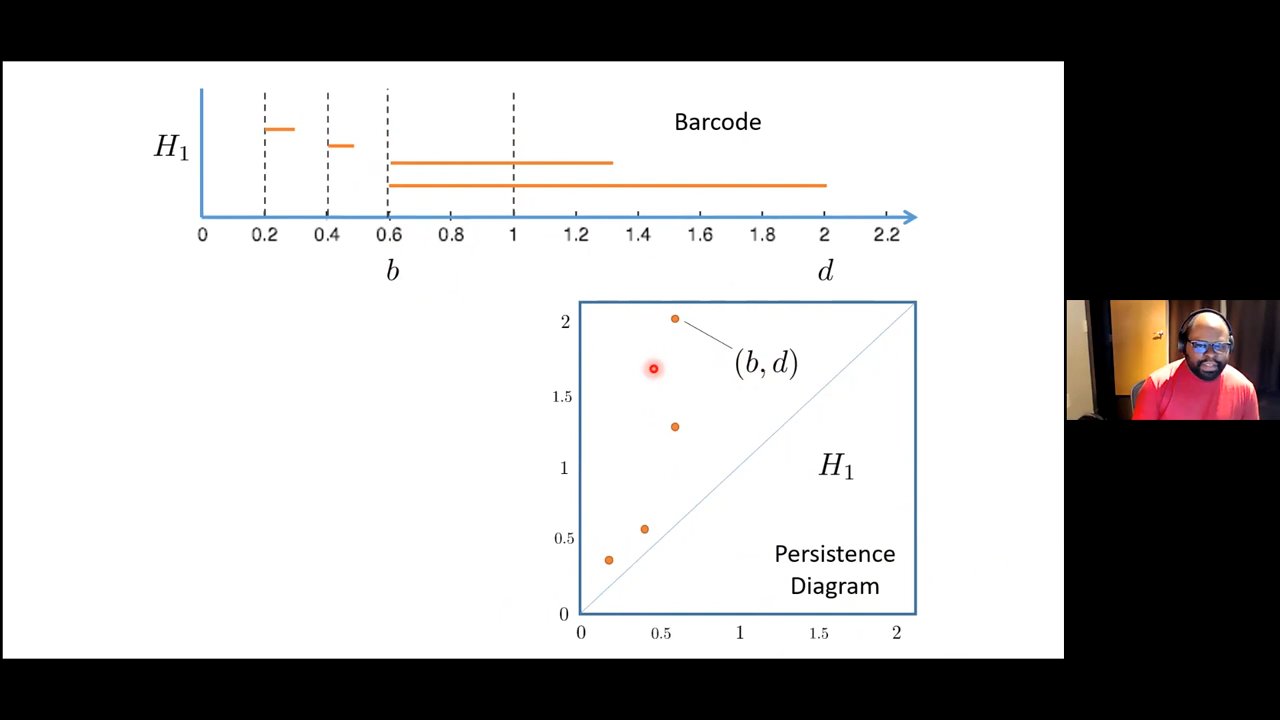 Barcode
H₁
0 0.2 0.4 0.6 0.8 1 1.2 1.4 1.6 1.8 2 2.2
b d
2
(b, d)
1.5
1
H₁
0.5
Persistence
Diagram
0
0 0.5 1 1.5 2